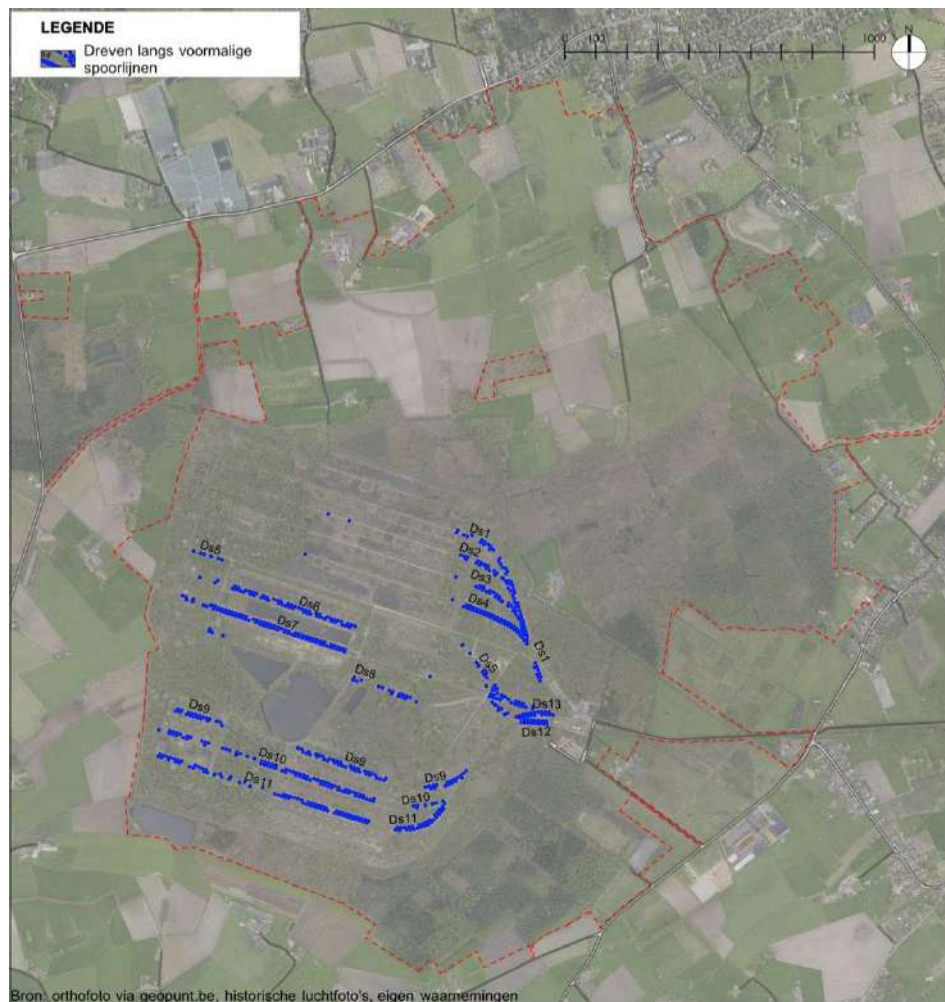 LEGENDE
Dreven langs voormalige
spoorlijnen
0 100 1000 N
Ds1
Ds2
Ds5
Ds3
Ds4
Ds6
Ds7
Ds1
Ds5
Ds8
Ds9
Ds13
Ds12
Ds9
Ds10
Ds9
Ds11
Ds10
Ds11
Bron: orthofoto via geopunt.be, historische luchtfoto's, eigen waarnemingen